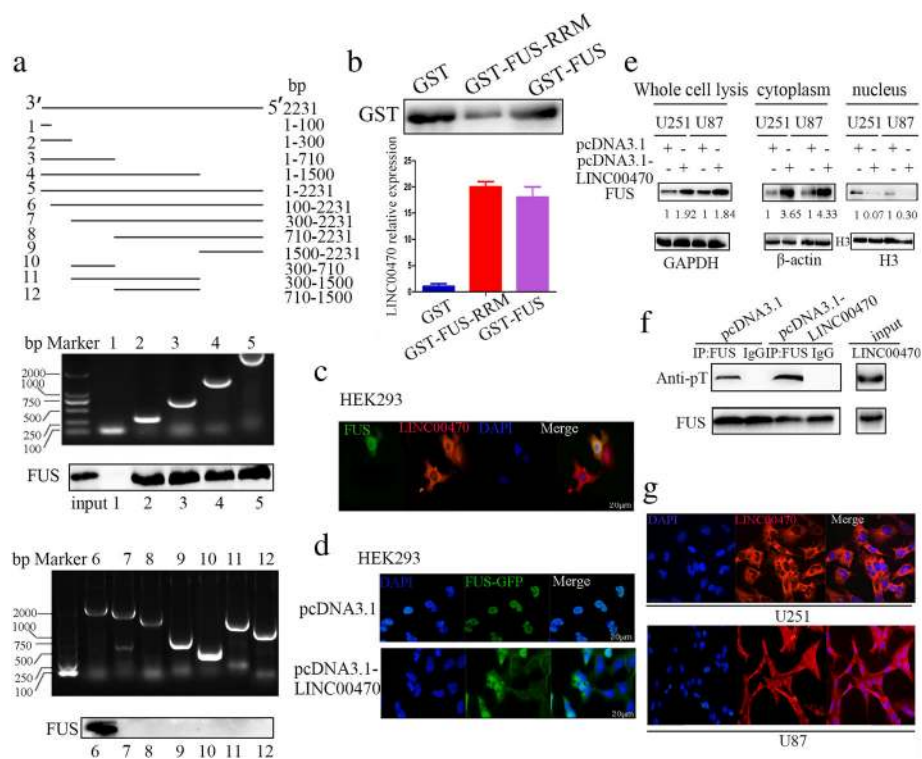 a
bp
3′ 5′ 2231
1 1-100
2 1-300
3 1-710
4 1-1500
5 1-2231
6 100-2231
7 300-2231
8 710-2231
9 1500-2231
10 300-710
11 300-1500
12 710-1500
bp Marker 1 2 3 4 5
2000
1000
750
500
250
100
FUS
input 1 2 3 4 5
bp Marker 6 7 8 9 10 11 12
2000
1000
750
500
250
100
FUS
6 7 8 9 10 11 12
b
GST GST-FUS-RRM GST-FUS
GST
LINC00470 relative expression
25
20
15
10
5
0
GST GST-FUS-RRM GST-FUS
c
HEK293
FUS LINC00470 DAPI Merge
20μm
d
HEK293
DAPI FUS-GFP Merge
pcDNA3.1
20μm
pcDNA3.1-
LINC00470
20μm
e
Whole cell lysis cytoplasm nucleus
U251 U87 U251 U87 U251 U87
pcDNA3.1 + + + + + +
pcDNA3.1-
LINC00470 + + + + + +
FUS
1 1.92 1 1.84 1 3.65 1 4.33 1 0.07 1 0.30
H3
GAPDH β-actin H3
f
pcDNA3.1 pcDNA3.1-
LINC00470 input
IP:FUS IgG IP:FUS IgG LINC00470
Anti-pT
FUS
g
DAPI LINC00470 Merge
20μm
U251
20μm
U87